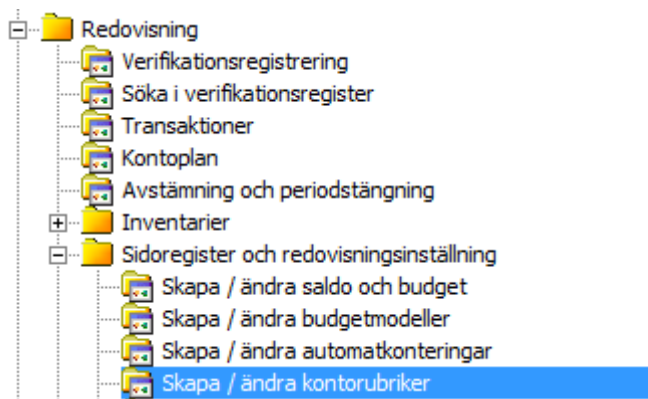 Redovisning
Verifikationsregistrering
Söka i verifikationsregister
Transaktioner
Kontoplan
Avstämning och periodstängning
Inventarier
Sidoregister och redovisningsinställning
Skapa / ändra saldo och budget
Skapa / ändra budgetmodeller
Skapa / ändra automatkonteringar
Skapa / ändra kontorubriker